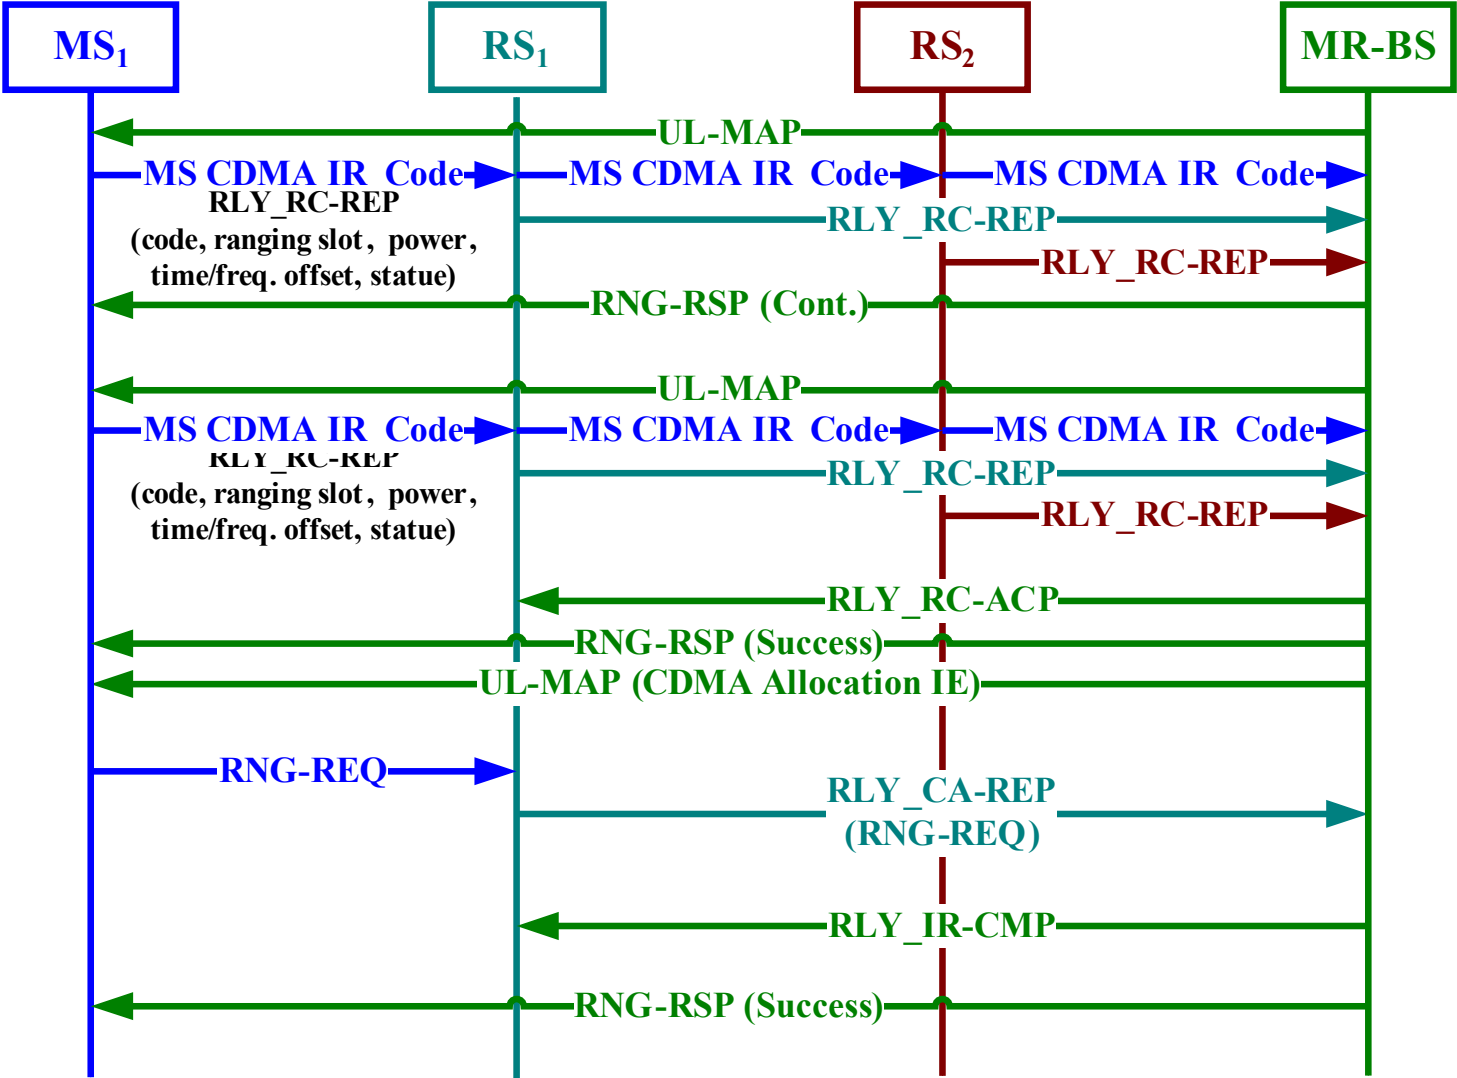 MS1 RS1 RS2 MR-BS
UL-MAP
MS CDMA IR Code MS CDMA IR Code MS CDMA IR Code
RLY_RC-REP
(code, ranging slot, power,
time/freq. offset, statue)
RLY_RC-REP
RLY_RC-REP
RNG-RSP (Cont.)
UL-MAP
MS CDMA IR Code MS CDMA IR Code MS CDMA IR Code
RLY_RC-REP
(code, ranging slot, power,
time/freq. offset, statue)
RLY_RC-REP
RLY_RC-REP
RLY_RC-ACP
RNG-RSP (Success)
UL-MAP (CDMA Allocation IE)
RNG-REQ
RLY_CA-REP
(RNG-REQ)
RLY_IR-CMP
RNG-RSP (Success)